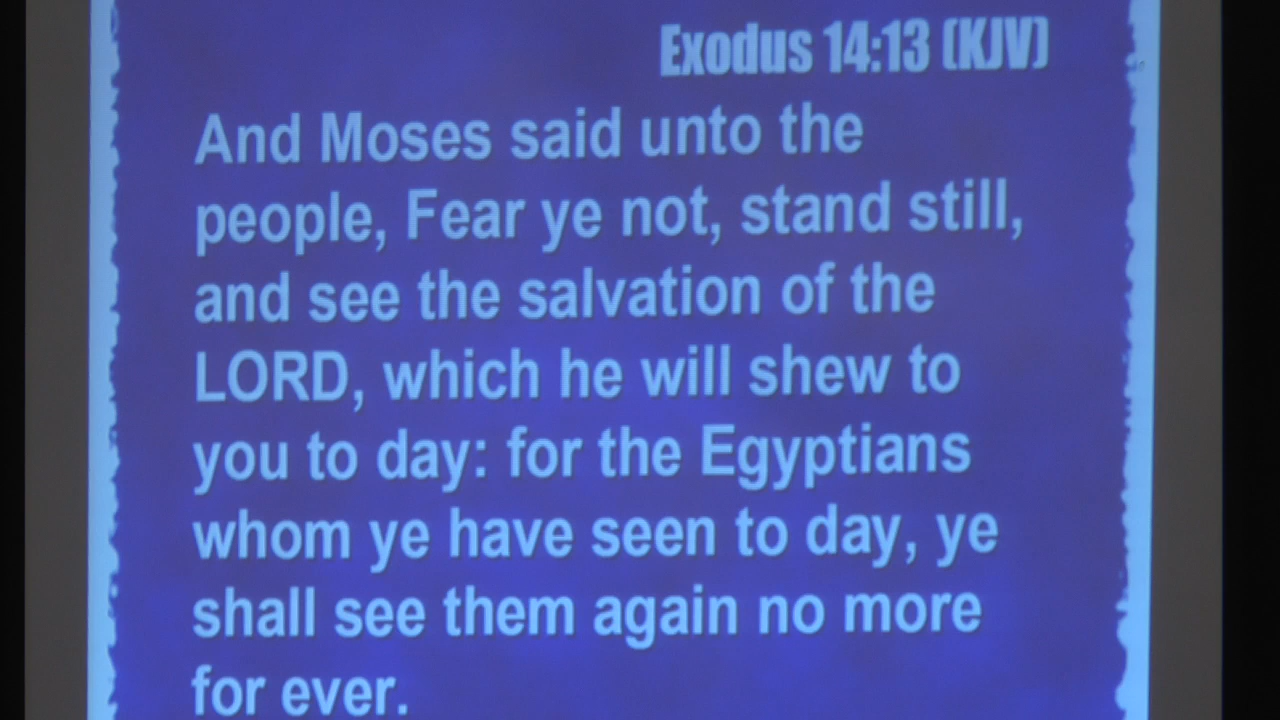 Exodus 14:13 (KJV)
And Moses said unto the
people, Fear ye not, stand still,
and see the salvation of the
LORD, which he will shew to
you to day: for the Egyptians
whom ye have seen to day, ye
shall see them again no more
for ever.